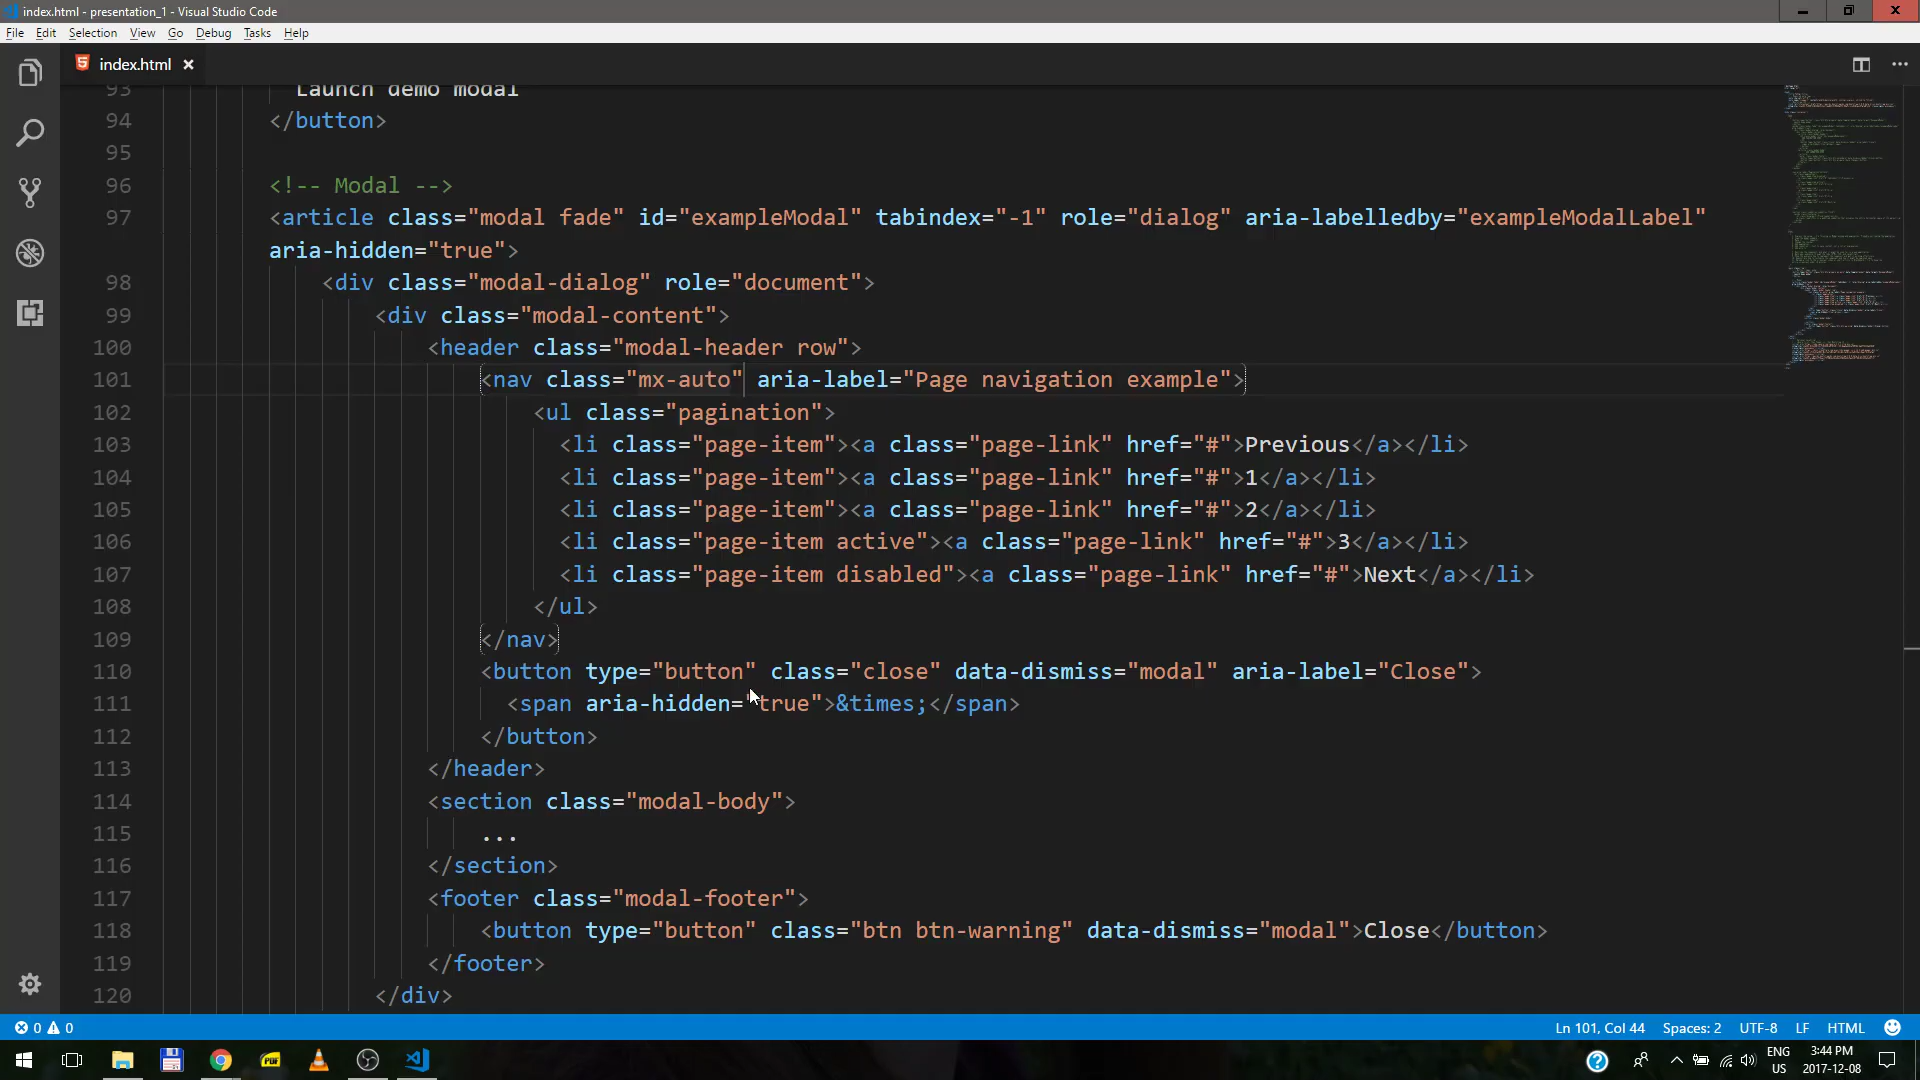 index.html - presentation_1 - Visual Studio Code
File Edit Selection View Go Debug Tasks Help
index.html
93 Launch demo modal
94 </button>
95
96 <!-- Modal -->
97 <article class="modal fade" id="exampleModal" tabindex="-1" role="dialog" aria-labelledby="exampleModalLabel"
aria-hidden="true">
98 <div class="modal-dialog" role="document">
99 <div class="modal-content">
100 <header class="modal-header row">
101 <nav class="mx-auto" aria-label="Page navigation example">
102 <ul class="pagination">
103 <li class="page-item"><a class="page-link" href="#">Previous</a></li>
104 <li class="page-item"><a class="page-link" href="#">1</a></li>
105 <li class="page-item"><a class="page-link" href="#">2</a></li>
106 <li class="page-item active"><a class="page-link" href="#">3</a></li>
107 <li class="page-item disabled"><a class="page-link" href="#">Next</a></li>
108 </ul>
109 </nav>
110 <button type="button" class="close" data-dismiss="modal" aria-label="Close">
111 <span aria-hidden="true">&times;</span>
112 </button>
113 </header>
114 <section class="modal-body">
115 ...
116 </section>
117 <footer class="modal-footer">
118 <button type="button" class="btn btn-warning" data-dismiss="modal">Close</button>
119 </footer>
120 </div>
0 0 Ln 101, Col 44 Spaces: 2 UTF-8 LF HTML
PDF
ENG
US
3:44 PM
2017-12-08